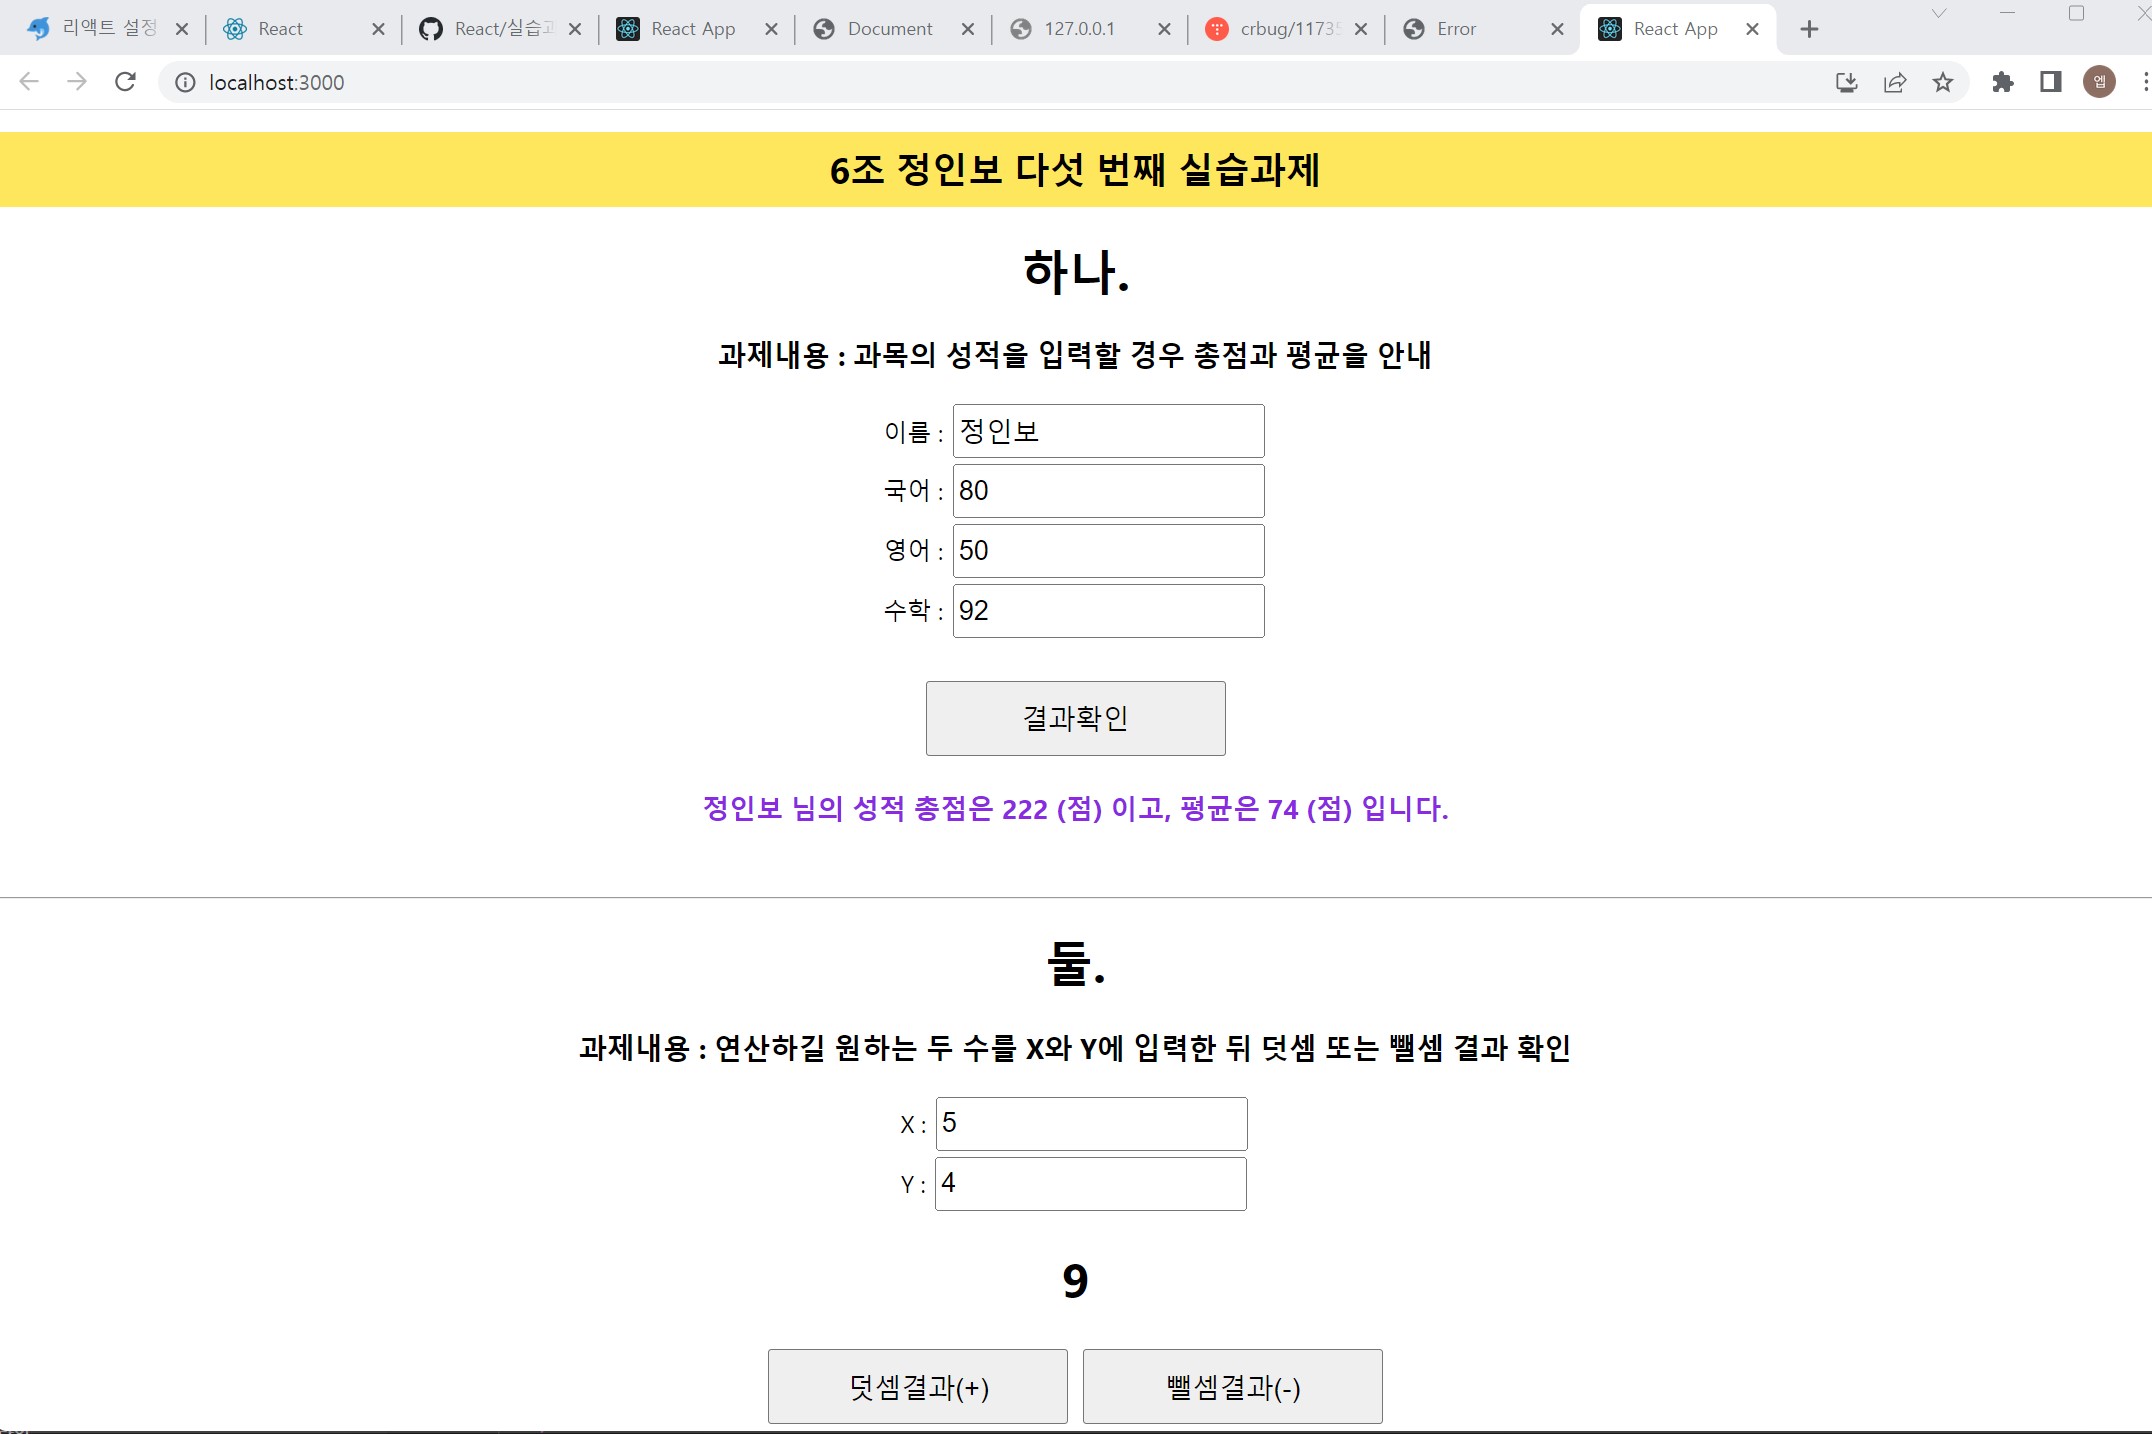 리액트 설정
React
React/실습과
React App
Document
127.0.0.1
crbug/11735
Error
React App
localhost:3000
엡
6조 정인보 다섯 번째 실습과제
하나.
과제내용 : 과목의 성적을 입력할 경우 총점과 평균을 안내
이름 : 정인보
국어 : 80
영어 : 50
수학 : 92
결과확인
정인보 님의 성적 총점은 222 (점) 이고, 평균은 74 (점) 입니다.
둘.
과제내용 : 연산하길 원하는 두 수를 X와 Y에 입력한 뒤 덧셈 또는 뺄셈 결과 확인
X : 5
Y : 4
9
덧셈결과(+) 뺄셈결과(-)